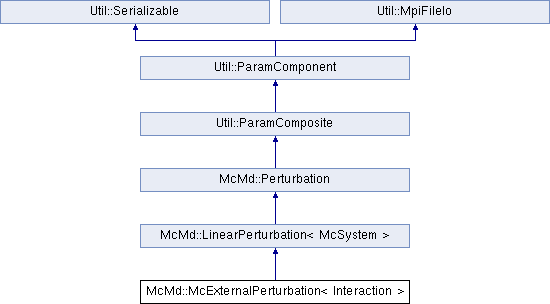 Util::Serializable
Util::MpiFileIo
Util::ParamComponent
Util::ParamComposite
McMd::Perturbation
McMd::LinearPerturbation< McSystem >
McMd::McExternalPerturbation< Interaction >